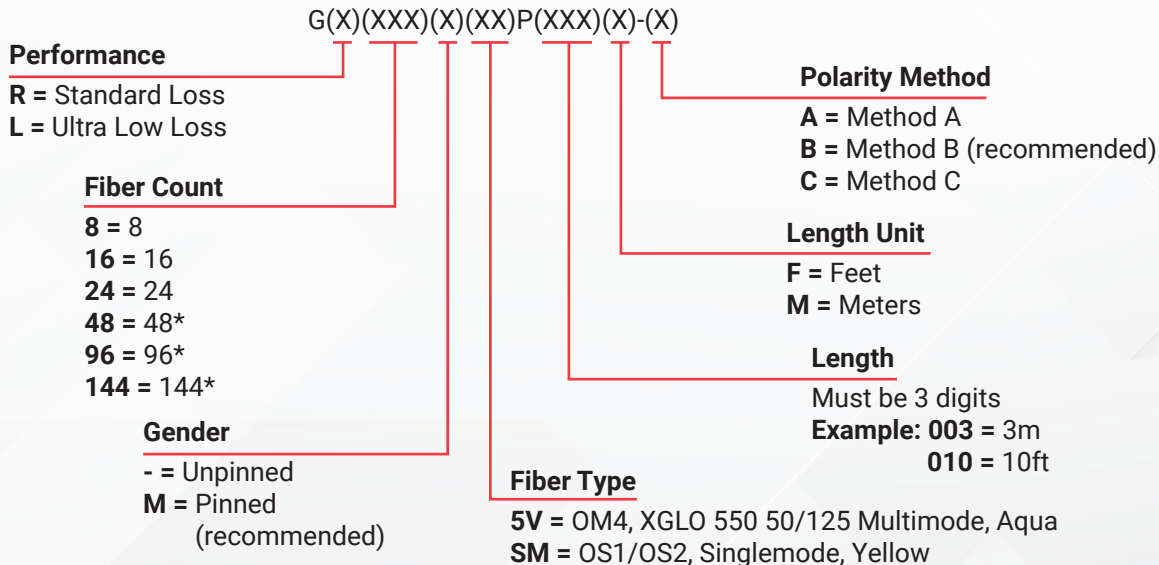 G(X)(XXX)(X)(XX)P(XXX)(X)-(X)
Performance
R = Standard Loss
L = Ultra Low Loss
Fiber Count
8 = 8
16 = 16
24 = 24
48 = 48*
96 = 96*
144 = 144*
Gender
- = Unpinned
M = Pinned
(recommended)
Fiber Type
5V = OM4, XGLO 550 50/125 Multimode, Aqua
SM = OS1/OS2, Singlemode, Yellow
Length
Must be 3 digits
Example: 003 = 3m
010 = 10ft
Length Unit
F = Feet
M = Meters
Polarity Method
A = Method A
B = Method B (recommended)
C = Method C